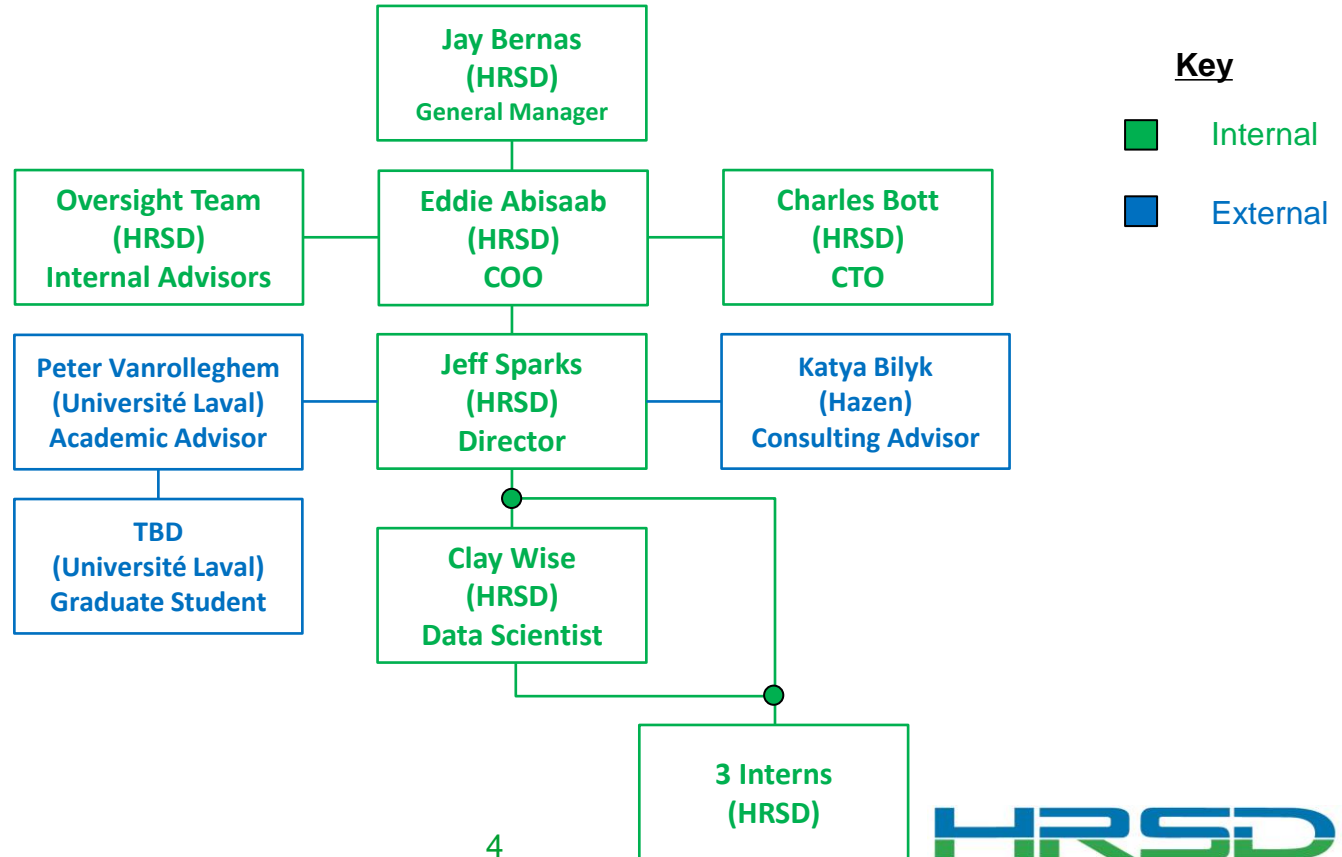 Jay Bernas
(HRSD)
General Manager
Key
Internal
External
Oversight Team
(HRSD)
Internal Advisors
Eddie Abisaab
(HRSD)
COO
Charles Bott
(HRSD)
CTO
Peter Vanrolleghem
(Université Laval)
Academic Advisor
Jeff Sparks
(HRSD)
Director
Katya Bilyk
(Hazen)
Consulting Advisor
TBD
(Université Laval)
Graduate Student
Clay Wise
(HRSD)
Data Scientist
3 Interns
(HRSD)
4
HRSD